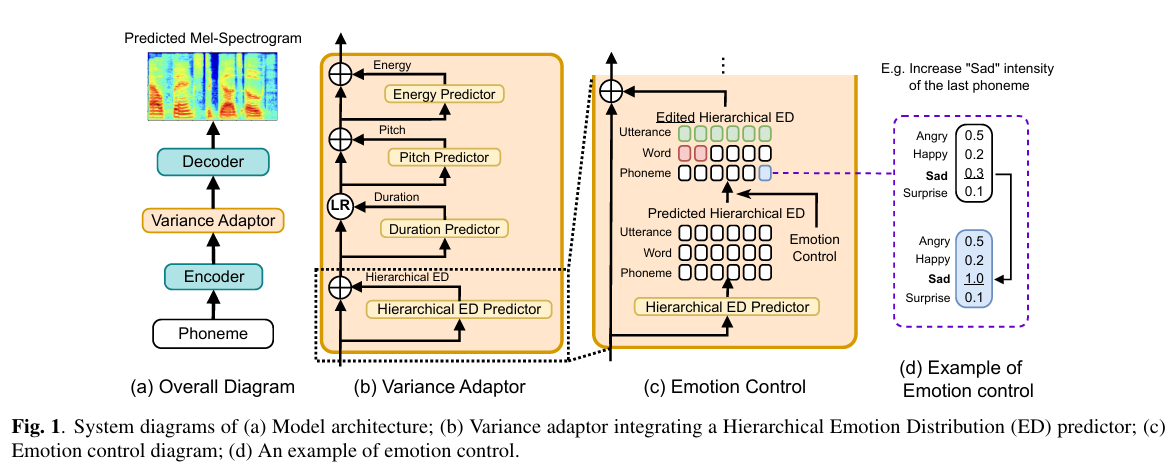 Predicted Mel-Spectrogram
Decoder
Variance Adaptor
Encoder
Phoneme
(a) Overall Diagram
Energy
Energy Predictor
Pitch
Pitch Predictor
LR
Duration
Duration Predictor
Hierarchical ED
Hierarchical ED Predictor
(b) Variance Adaptor
Edited Hierarchical ED
Utterance
Word
Phoneme
Predicted Hierarchical ED
Utterance
Word
Phoneme
Emotion
Control
Hierarchical ED Predictor
(c) Emotion Control
E.g. Increase "Sad" intensity
of the last phoneme
Angry 0.5
Happy 0.2
Sad 0.3
Surprise 0.1
Angry 0.5
Happy 0.2
Sad 1.0
Surprise 0.1
(d) Example of
Emotion control
Fig. 1. System diagrams of (a) Model architecture; (b) Variance adaptor integrating a Hierarchical Emotion Distribution (ED) predictor; (c)
Emotion control diagram; (d) An example of emotion control.